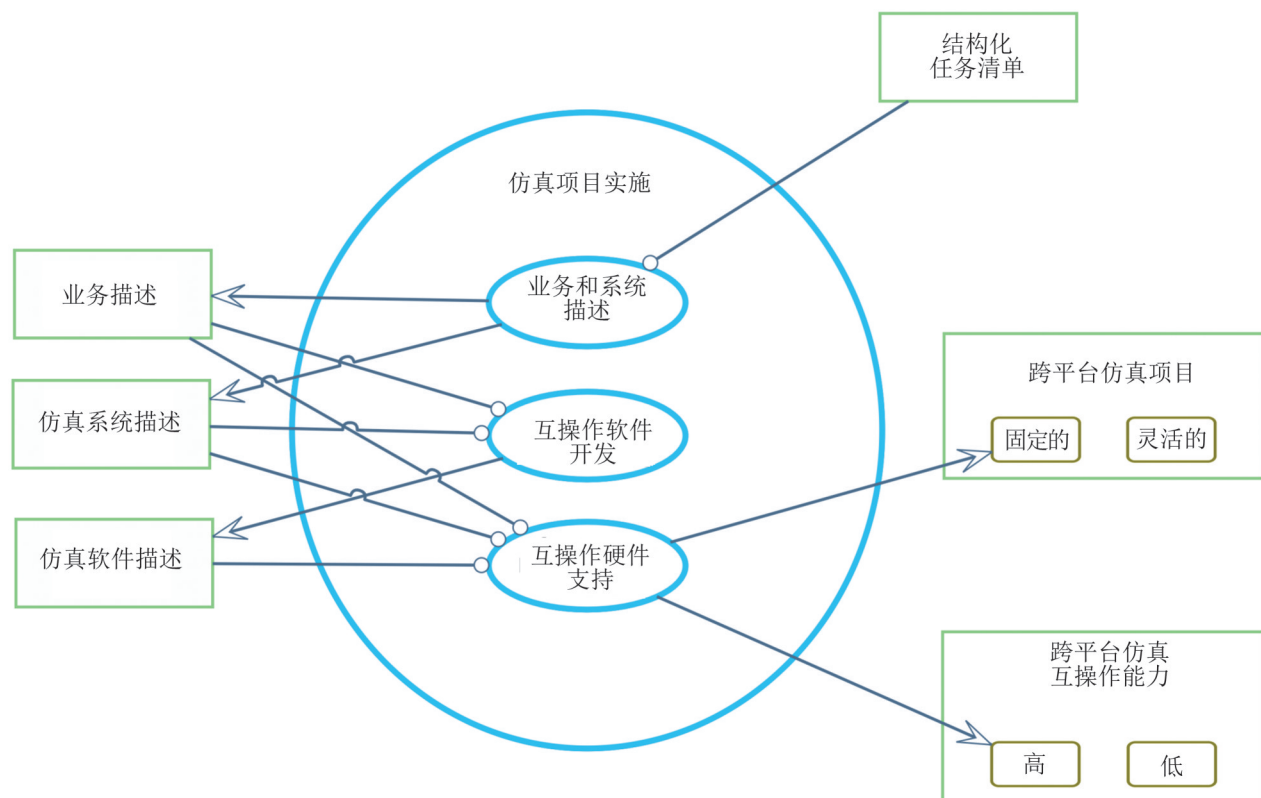 结构化
任务清单
仿真项目实施
业务描述
业务和系统
描述
仿真系统描述
互操作软件
开发
仿真软件描述
互操作硬件
支持
跨平台仿真项目
固定的
灵活的
跨平台仿真
互操作能力
高
低